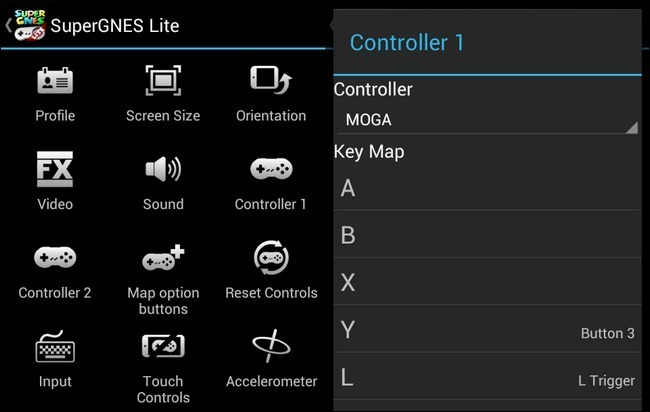 SUPER
GNES
SuperGNES Lite
Profile
Screen Size
Orientation
FX
Video
Sound
Controller 1
Controller 2
Map option
buttons
Reset Controls
Input
Touch
Controls
Accelerometer
Controller 1
Controller
MOGA
Key Map
A
B
X
Y
Button 3
L
L Trigger